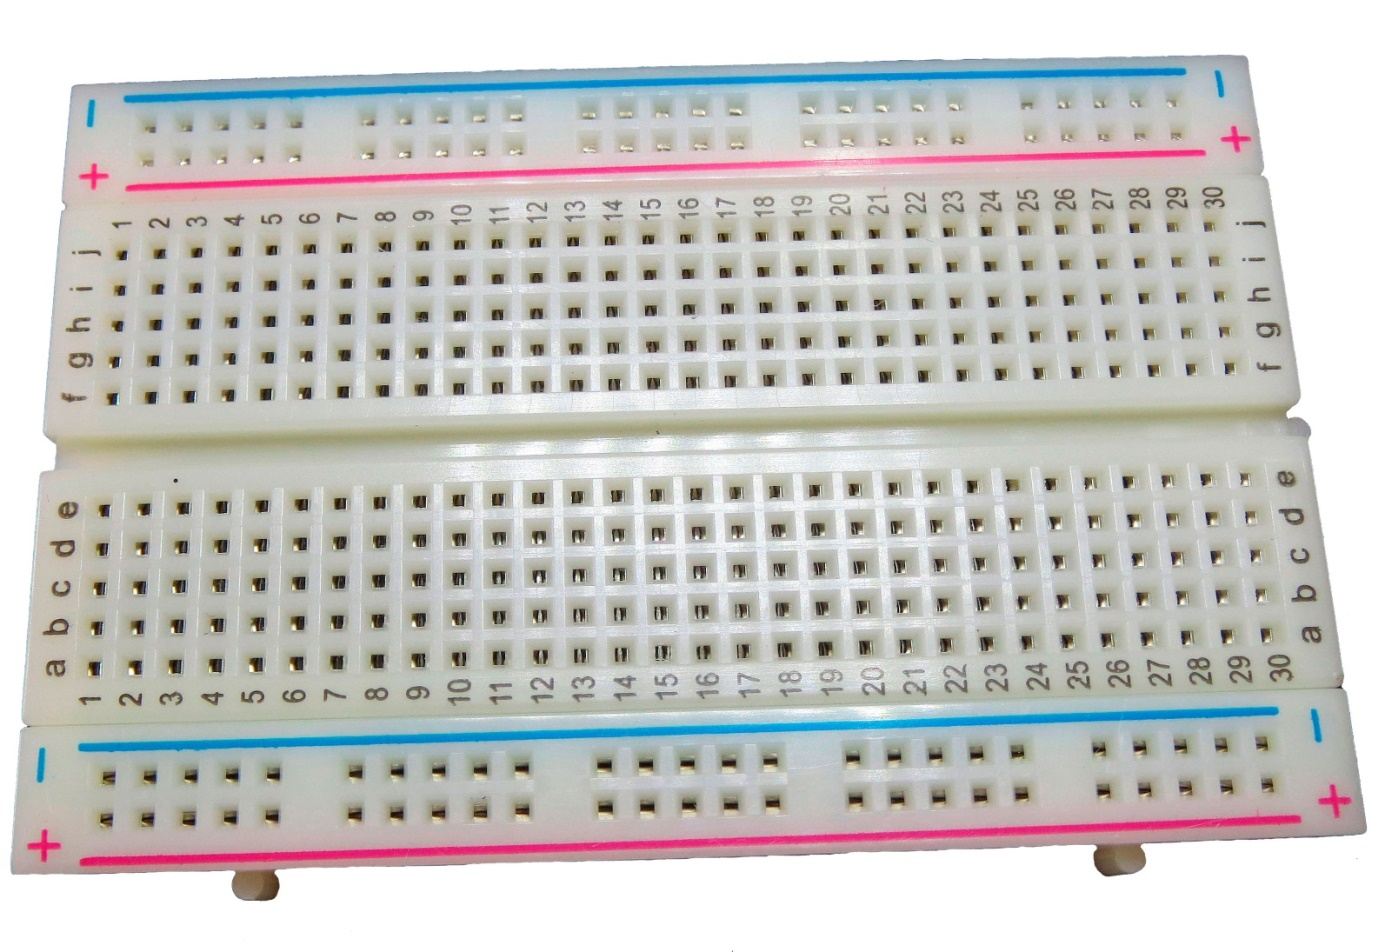 - -
+ +
1 2 3 4 5 6 7 8 9 10 11 12 13 14 15 16 17 18 19 20 21 22 23 24 25 26 27 28 29 30
j j
i i
h h
g g
f f
e e
d d
c c
b b
a a
1 2 3 4 5 6 7 8 9 10 11 12 13 14 15 16 17 18 19 20 21 22 23 24 25 26 27 28 29 30
- -
+ +